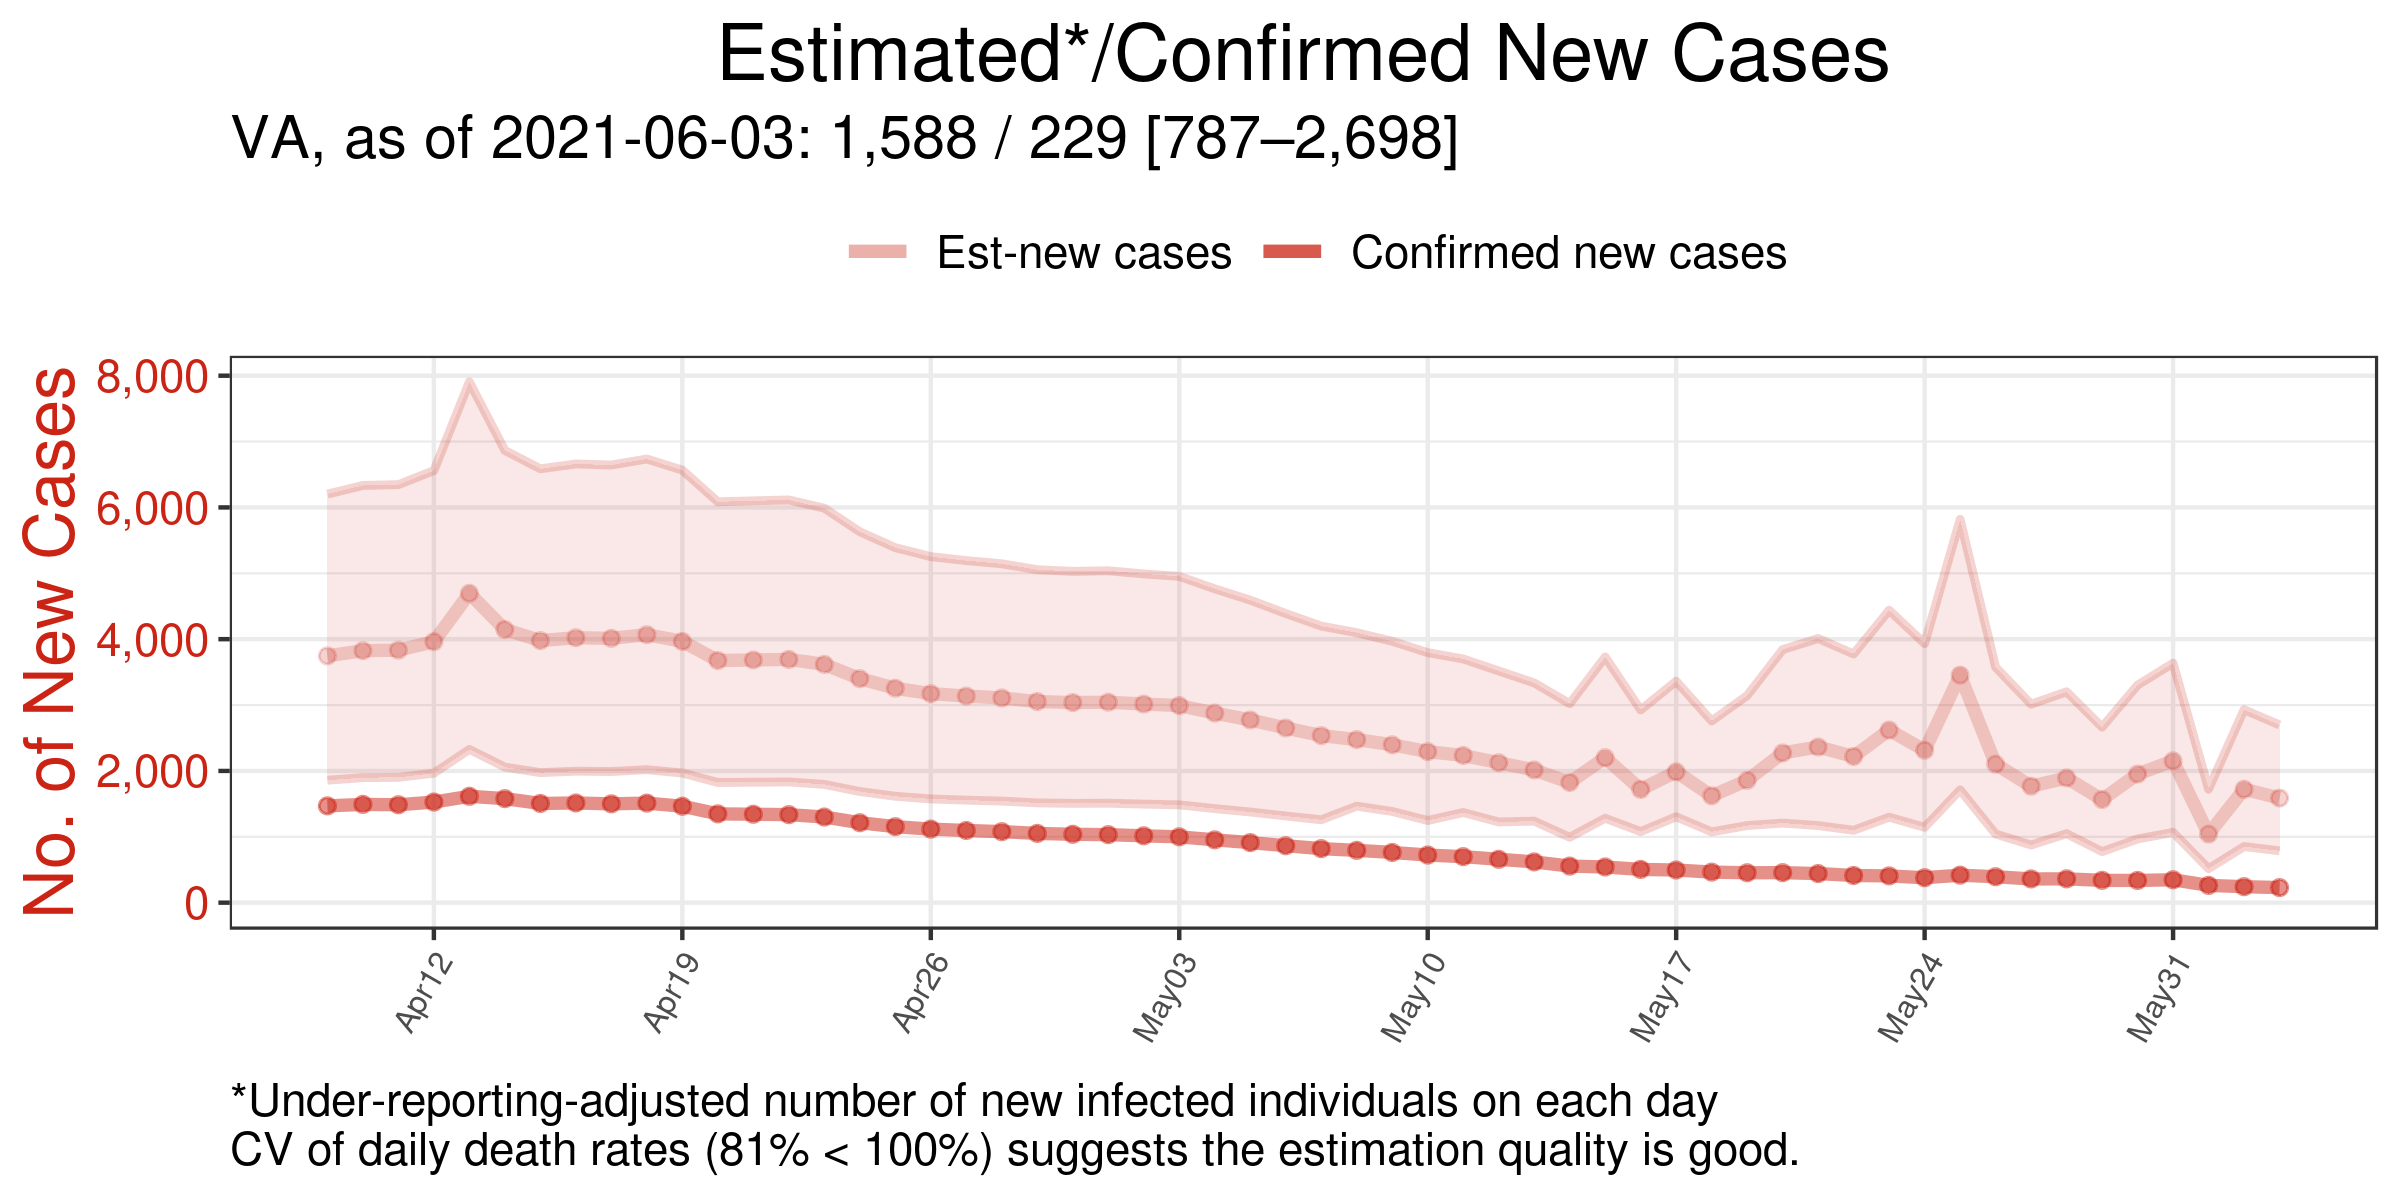 Estimated*/Confirmed New Cases
VA, as of 2021-06-03: 1,588 / 229 [787–2,698]
Est-new cases Confirmed new cases
No. of New Cases
8,000
6,000
4,000
2,000
0
Apr12 Apr19 Apr26 May03 May10 May17 May24 May31
*Under-reporting-adjusted number of new infected individuals on each day
CV of daily death rates (81% < 100%) suggests the estimation quality is good.